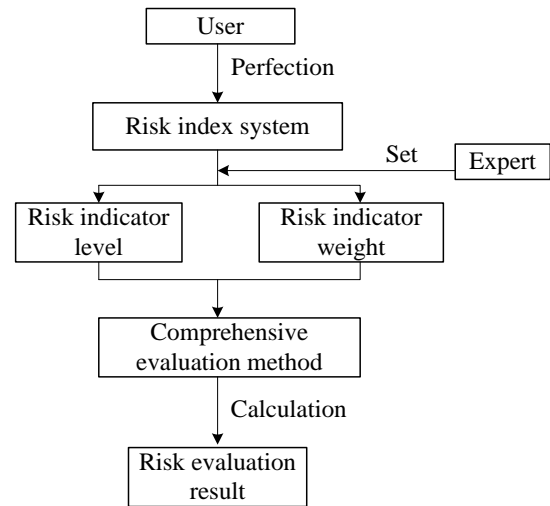 User
Perfection
Risk index system
Set
Expert
Risk indicator
level
Risk indicator
weight
Comprehensive
evaluation method
Calculation
Risk evaluation
result